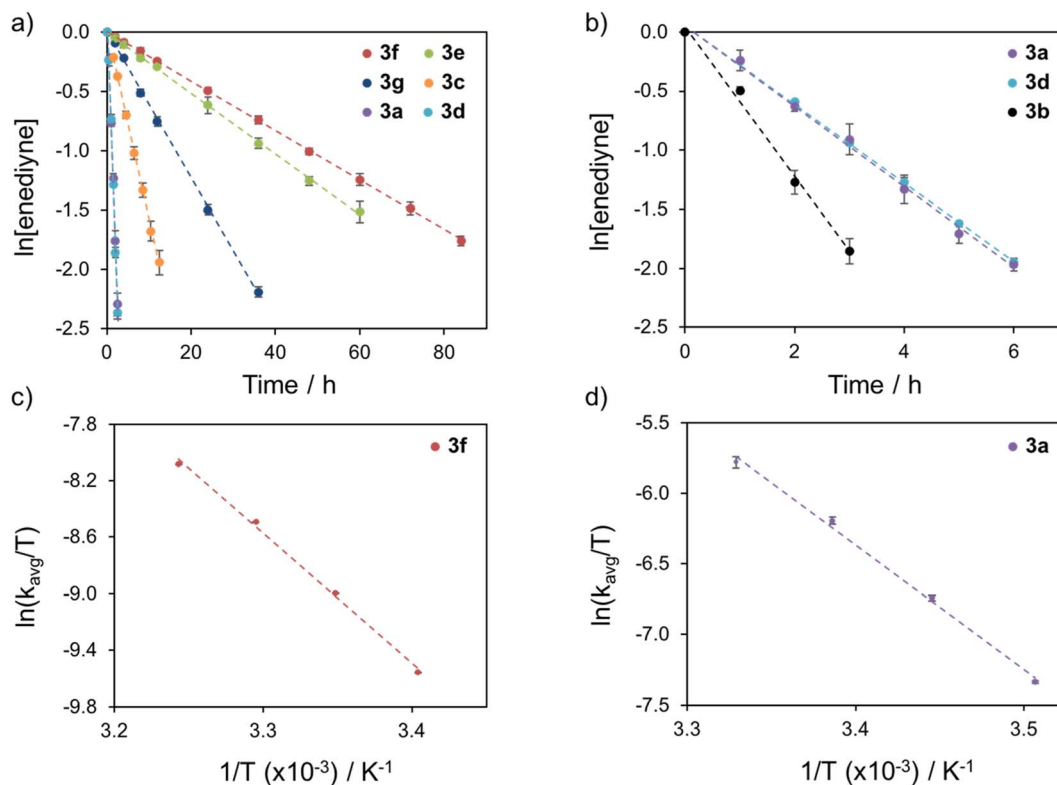 a)
0.0
-0.5
-1.0
-1.5
-2.0
-2.5
ln[enediyne]
3f 3e
3g 3c
3a 3d
0 20 40 60 80
Time / h
b)
0.0
-0.5
-1.0
-1.5
-2.0
-2.5
ln[enediyne]
3a
3d
3b
0 2 4 6
Time / h
c)
-7.8
-8.2
-8.6
-9.0
-9.4
-9.8
ln(kavg/T)
3f
3.2 3.3 3.4
1/T (x10-3) / K-1
d)
-5.5
-6.0
-6.5
-7.0
-7.5
ln(kavg/T)
3a
3.3 3.4 3.5
1/T (x10-3) / K-1